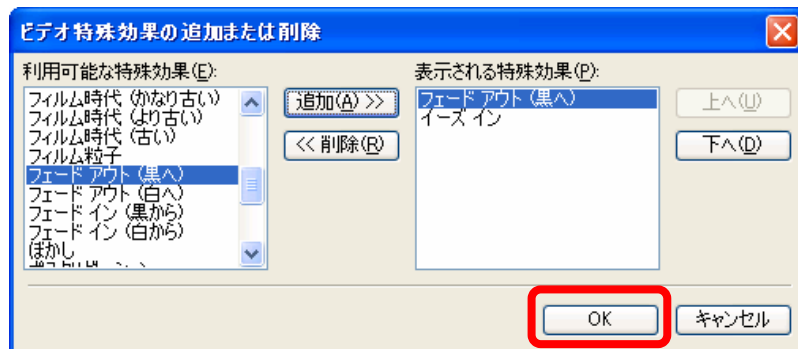 ビデオ特殊効果の追加または削除
利用可能な特殊効果(E):
フィルム時代 (かなり古い)
フィルム時代 (より古い)
フィルム時代 (古い)
フィルム粒子
フェード アウト (黒へ)
フェード アウト (白へ)
フェード イン (黒から)
フェード イン (白から)
ぼかし
追加(A) >>
<< 削除(R)
表示される特殊効果(P):
フェード アウト (黒へ)
イーズ イン
上へ(U)
下へ(D)
OK
キャンセル